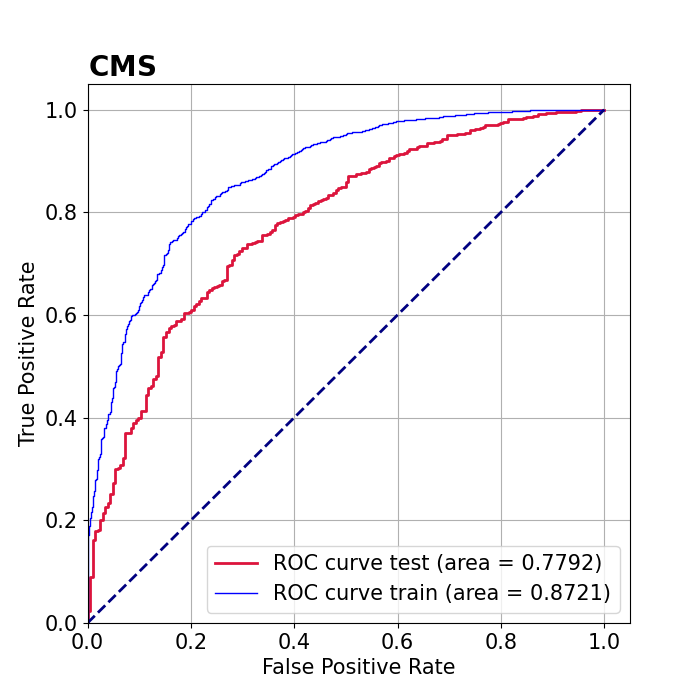 CMS
1.0
0.8
0.6
0.4
0.2
0.0
True Positive Rate
ROC curve test (area = 0.7792)
ROC curve train (area = 0.8721)
0.0 0.2 0.4 0.6 0.8 1.0
False Positive Rate